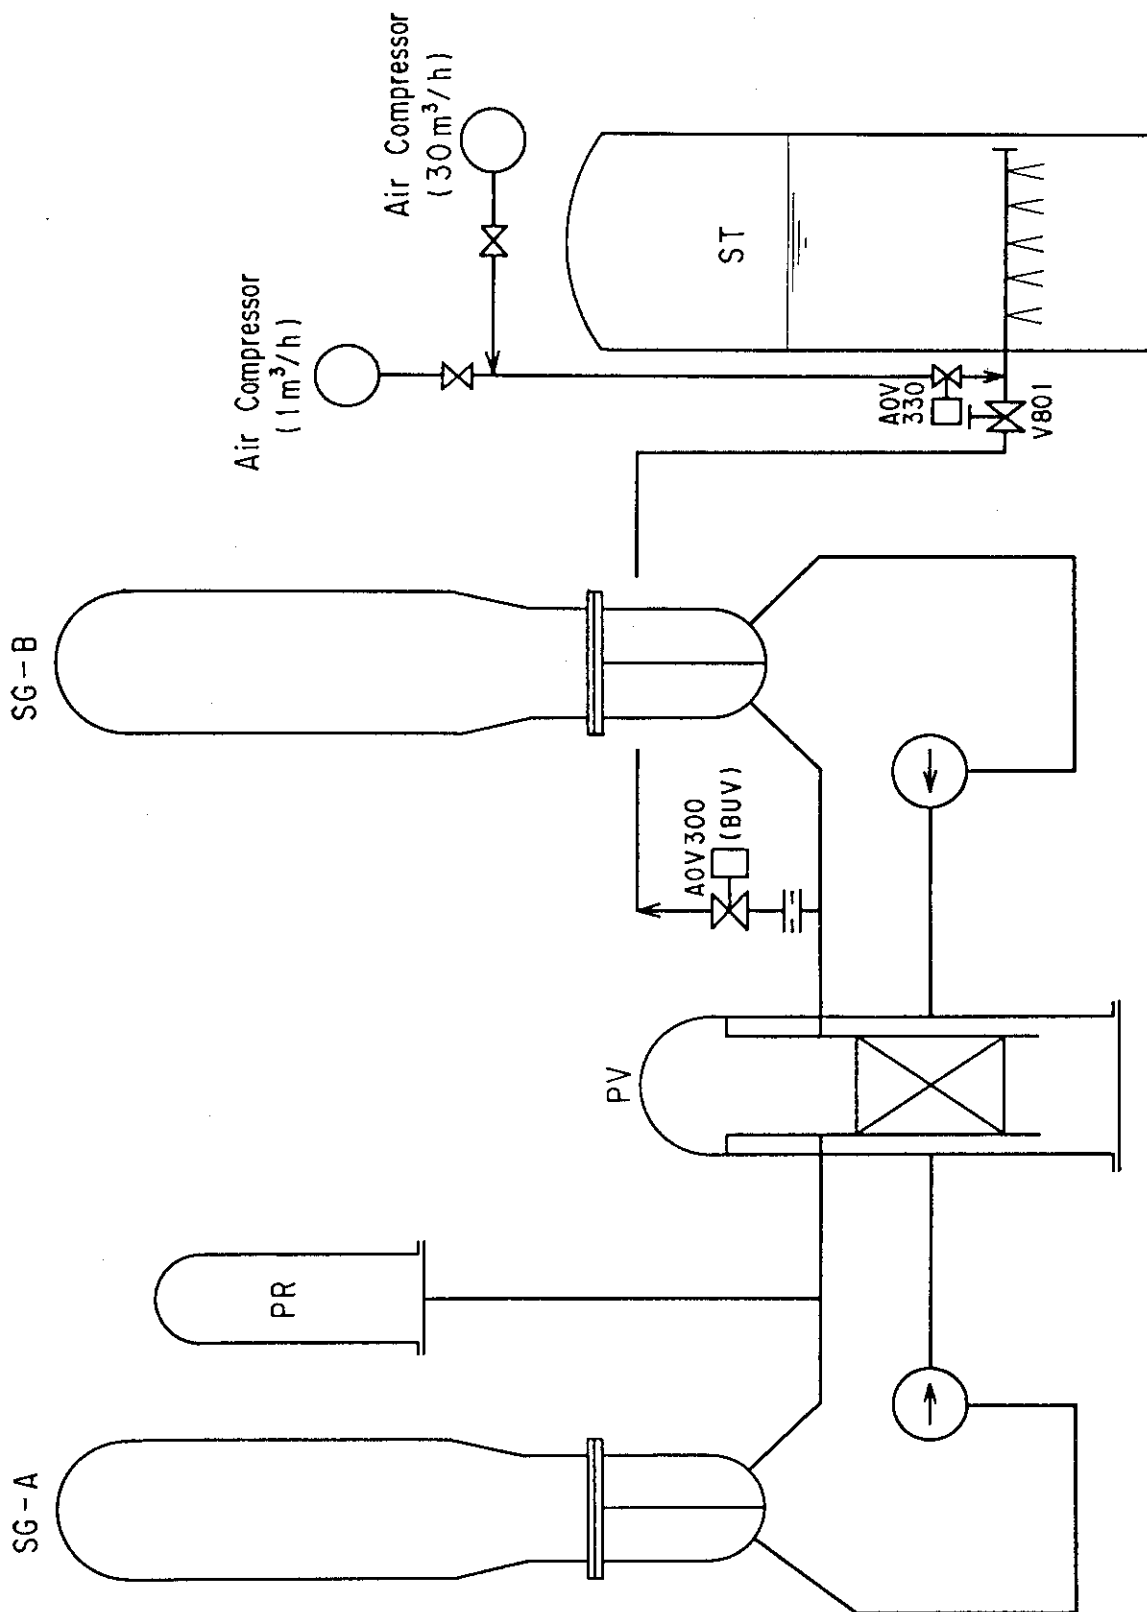 SG-A
PR
PV
SG-B
AOV300
(BUV)
Air Compressor
(1m³/h)
Air Compressor
(30m³/h)
ST
AOV
330
V801